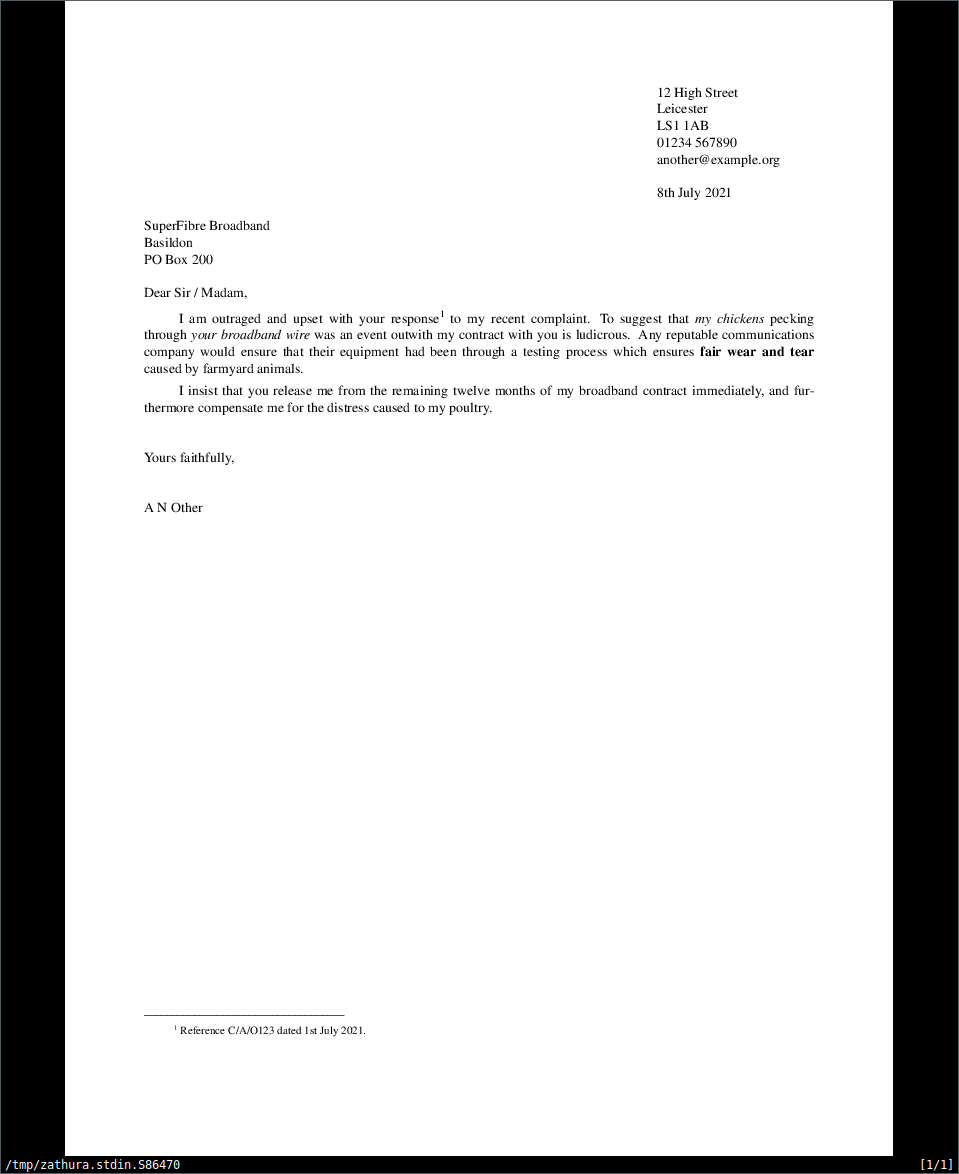 12 High Street
Leicester
LS1 1AB
01234 567890
another@example.org
8th July 2021
SuperFibre Broadband
Basildon
PO Box 200
Dear Sir / Madam,
I am outraged and upset with your response1 to my recent complaint. To suggest that my chickens pecking
through your broadband wire was an event outwith my contract with you is ludicrous. Any reputable communications
company would ensure that their equipment had been through a testing process which ensures fair wear and tear
caused by farmyard animals.
I insist that you release me from the remaining twelve months of my broadband contract immediately, and fur-
thermore compensate me for the distress caused to my poultry.
Yours faithfully,
A N Other
1 Reference C/A/O123 dated 1st July 2021.
/tmp/zathura.stdin.S86470 [1/1]